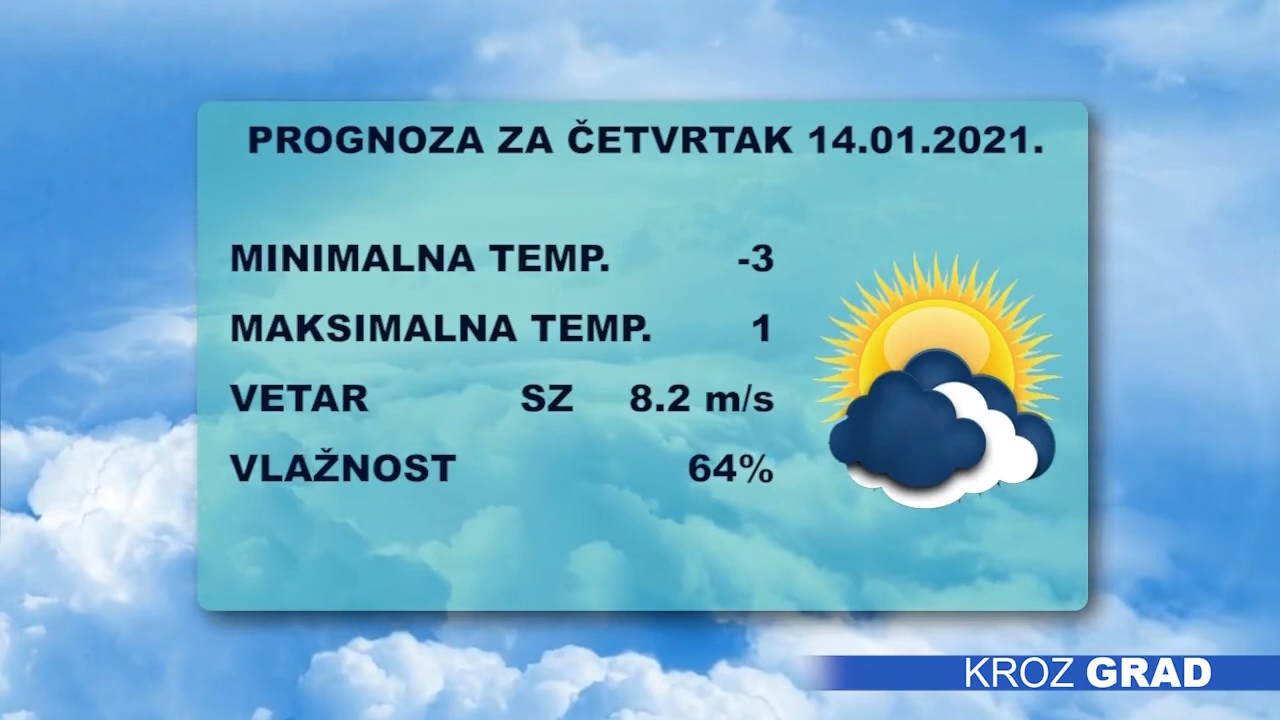 PROGNOZA ZA ČETVRTAK 14.01.2021.
MINIMALNA TEMP. -3
MAKSIMALNA TEMP. 1
VETAR SZ 8.2 m/s
VLAŽNOST 64%
KROZ GRAD